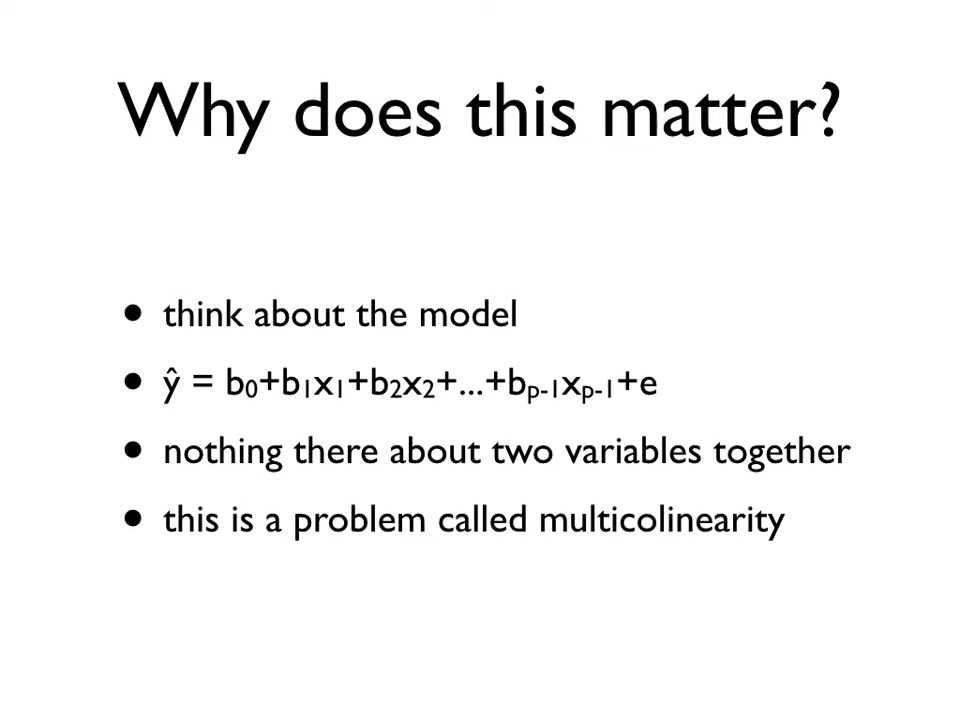 Why does this matter?
• think about the model
• ŷ = b₀+b₁x₁+b₂x₂+...+bₚ₋₁xₚ₋₁+e
• nothing there about two variables together
• this is a problem called multicolinearity